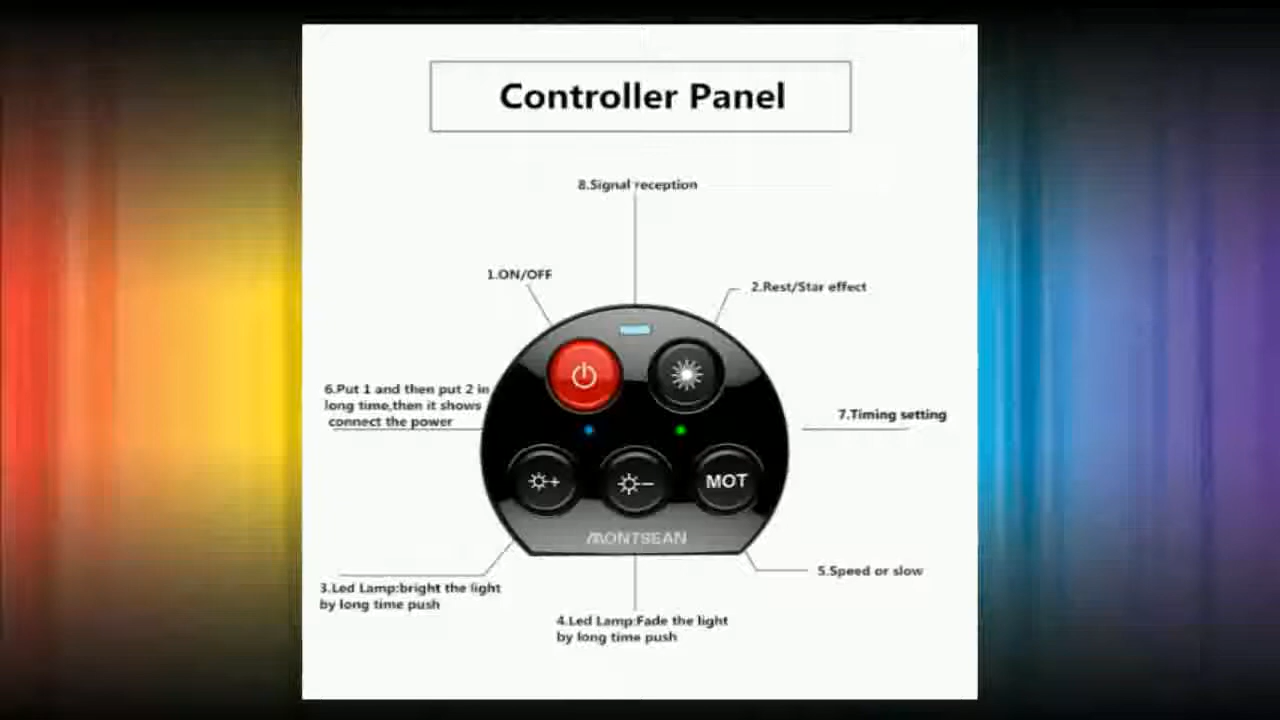 Controller Panel
8.Signal reception
1.ON/OFF
2.Rest/Star effect
6.Put 1 and then put 2 in
long time,then it shows
connect the power
7.Timing setting
MOT
MONTSEAN
3.Led Lamp:bright the light
by long time push
5.Speed or slow
4.Led Lamp:Fade the light
by long time push